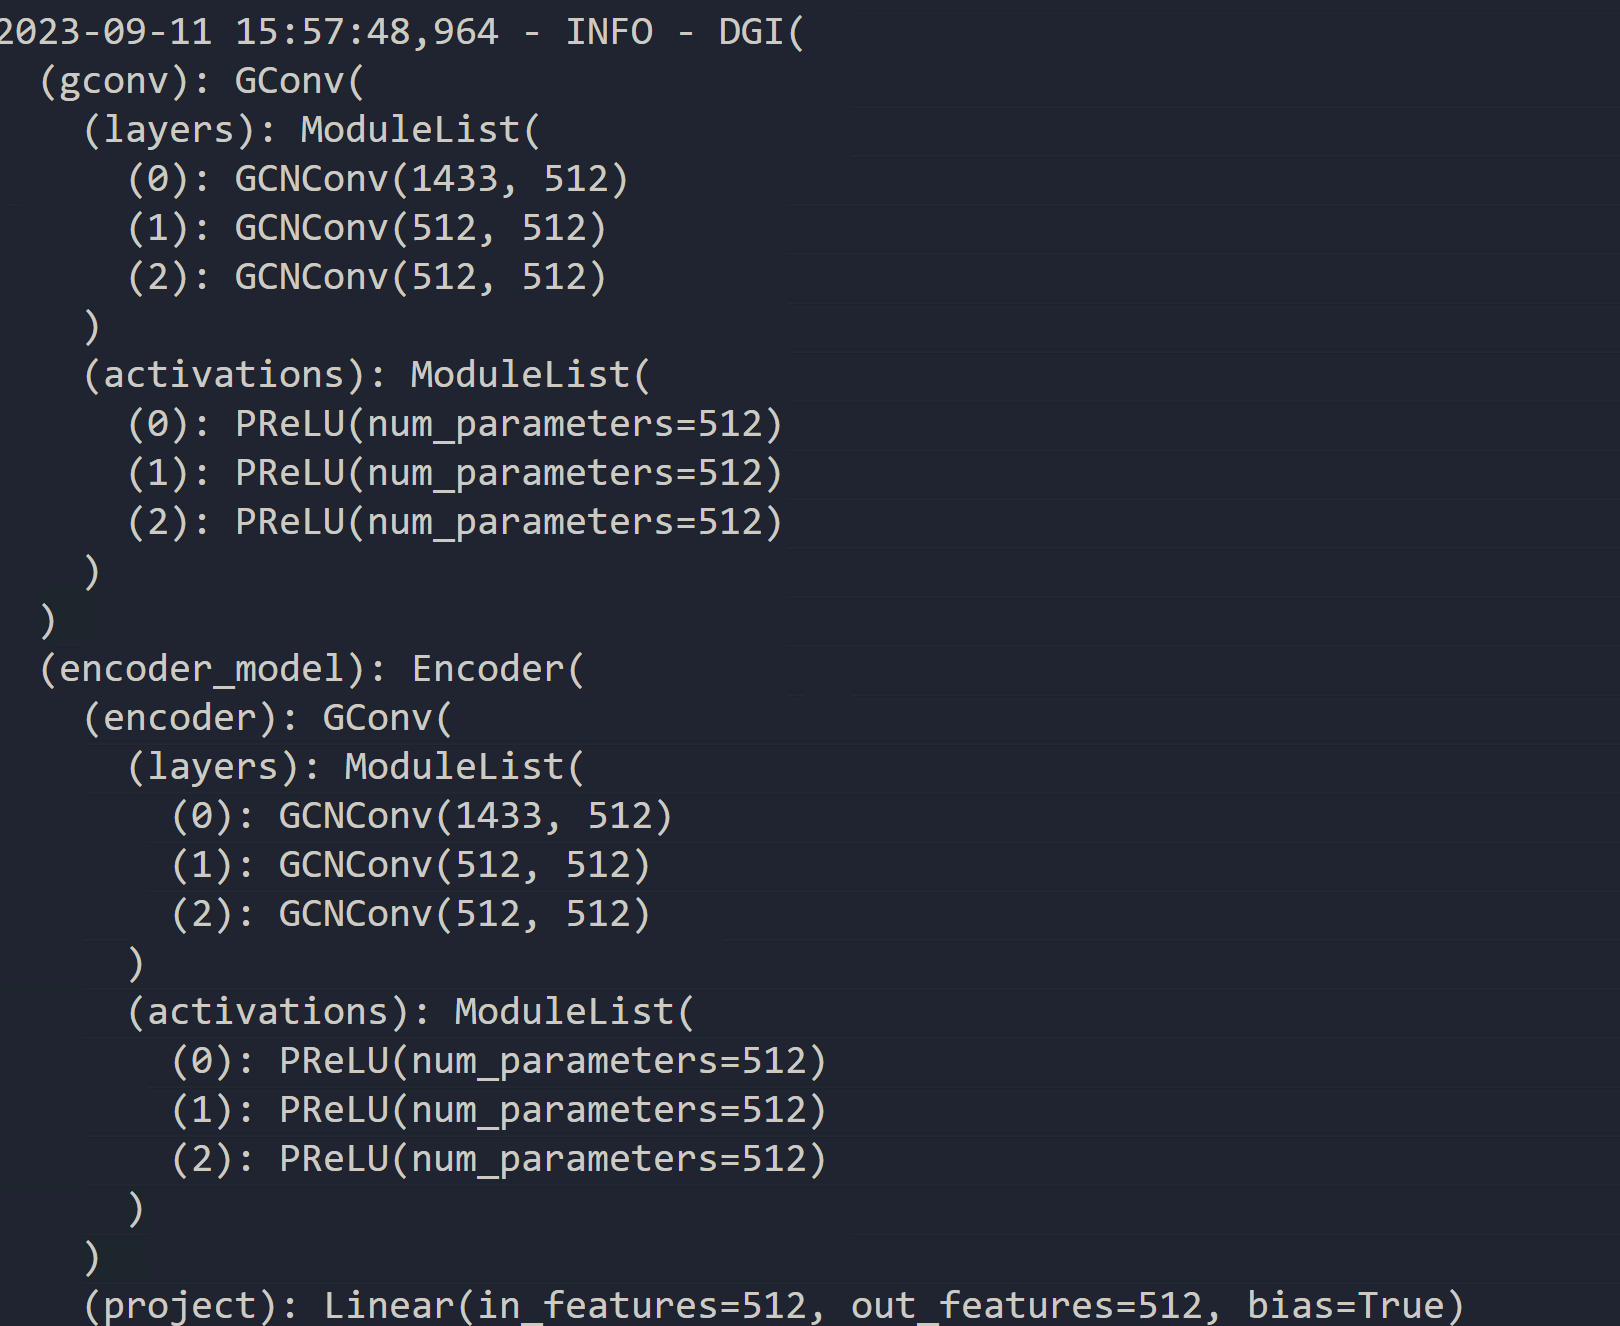 2023-09-11 15:57:48,964 - INFO - DGI(
  (gconv): GConv(
    (layers): ModuleList(
      (0): GCNConv(1433, 512)
      (1): GCNConv(512, 512)
      (2): GCNConv(512, 512)
    )
    (activations): ModuleList(
      (0): PReLU(num_parameters=512)
      (1): PReLU(num_parameters=512)
      (2): PReLU(num_parameters=512)
    )
  )
  (encoder_model): Encoder(
    (encoder): GConv(
      (layers): ModuleList(
        (0): GCNConv(1433, 512)
        (1): GCNConv(512, 512)
        (2): GCNConv(512, 512)
      )
      (activations): ModuleList(
        (0): PReLU(num_parameters=512)
        (1): PReLU(num_parameters=512)
        (2): PReLU(num_parameters=512)
      )
    )
    (project): Linear(in_features=512, out_features=512, bias=True)